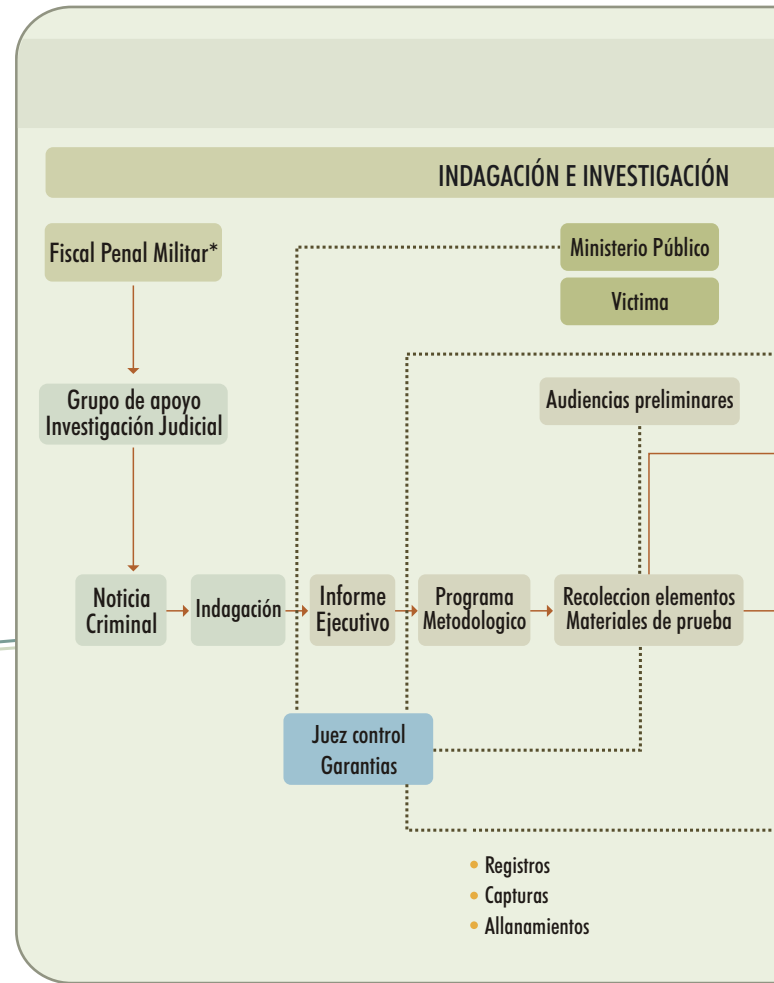 INDAGACIÓN E INVESTIGACIÓN
Fiscal Penal Militar*
Ministerio Público
Victima
Grupo de apoyo
Investigación Judicial
Audiencias preliminares
Noticia
Criminal
Indagación
Informe
Ejecutivo
Programa
Metodologico
Recoleccion elementos
Materiales de prueba
Juez control
Garantias
• Registros
• Capturas
• Allanamientos